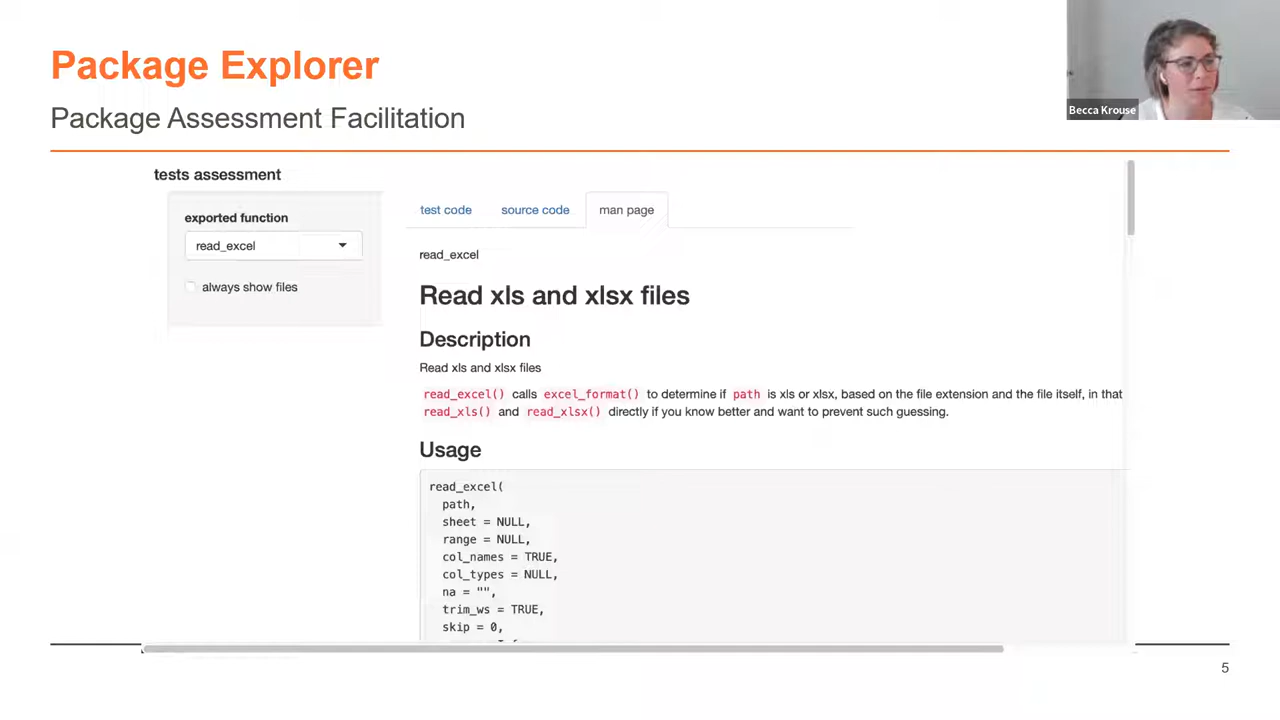 Package Explorer
Package Assessment Facilitation
Becca Krouse
tests assessment
exported function
read_excel
always show files
test code
source code
man page
read_excel
Read xls and xlsx files
Description
Read xls and xlsx files
read_excel() calls excel_format() to determine if path is xls or xlsx, based on the file extension and the file itself, in that
read_xls() and read_xlsx() directly if you know better and want to prevent such guessing.
Usage
read_excel(
path,
sheet = NULL,
range = NULL,
col_names = TRUE,
col_types = NULL,
na = "",
trim_ws = TRUE,
skip = 0,
5